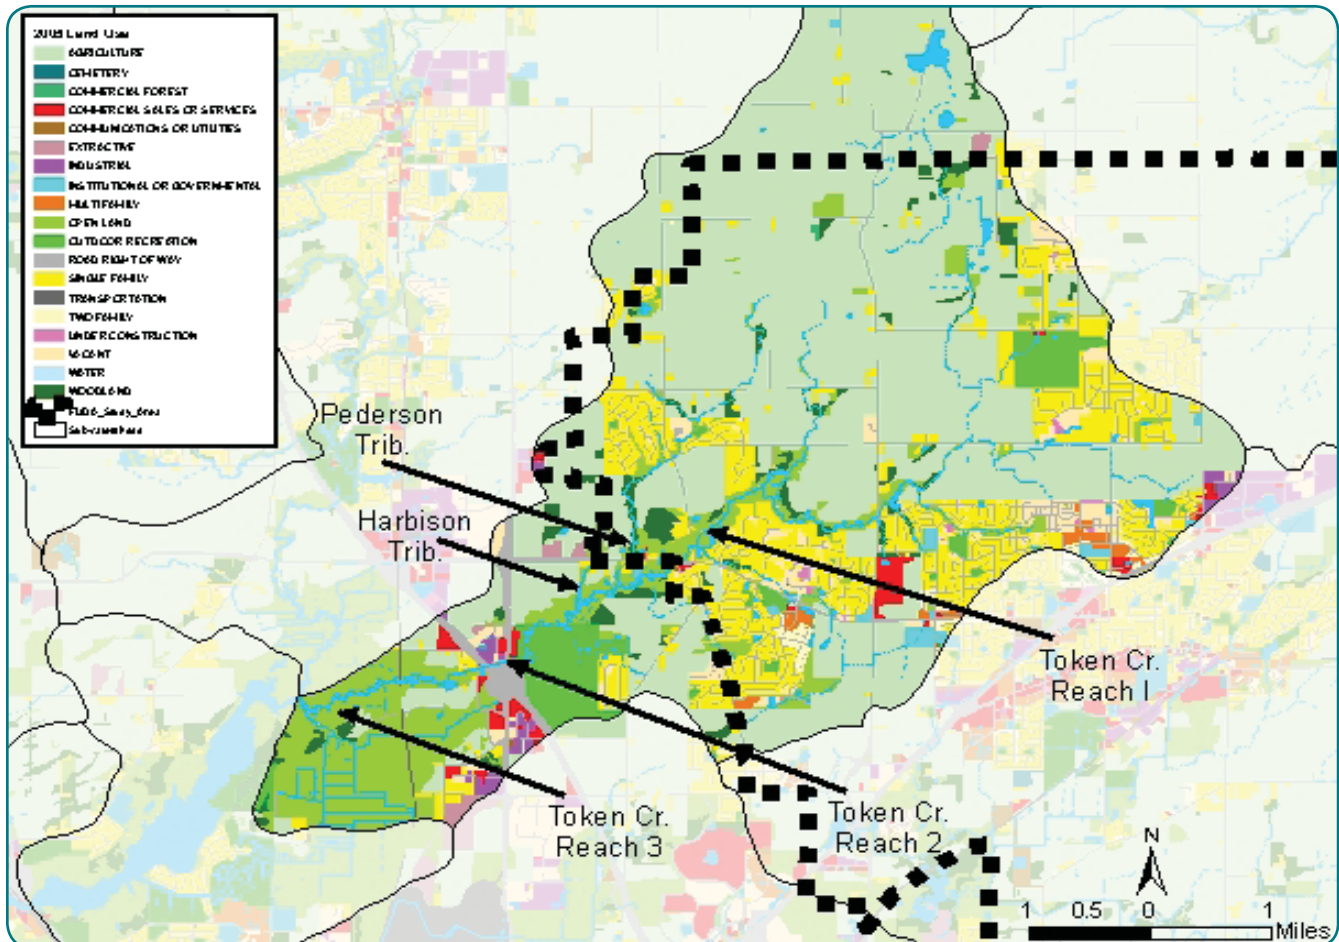 2005 Land Use
AGRICULTURE
CEMETERY
COMMERCIAL FOREST
COMMERCIAL SALES OR SERVICES
COMMUNICATIONS OR UTILITIES
EXTRACTIVE
INDUSTRIAL
INSTITUTIONAL OR GOVERNMENTAL
MULTIFAMILY
OPEN LAND
OUTDOOR RECREATION
ROAD RIGHT OF WAY
SINGLE FAMILY
TRANSPORTATION
TWO FAMILY
UNDER CONSTRUCTION
VACANT
WATER
WOODLAND
Pederson
Trib.
Harbison
Trib.
Token Cr.
Reach 1
Token Cr.
Reach 2
Token Cr.
Reach 3
N
1 0.5 0 1
Miles